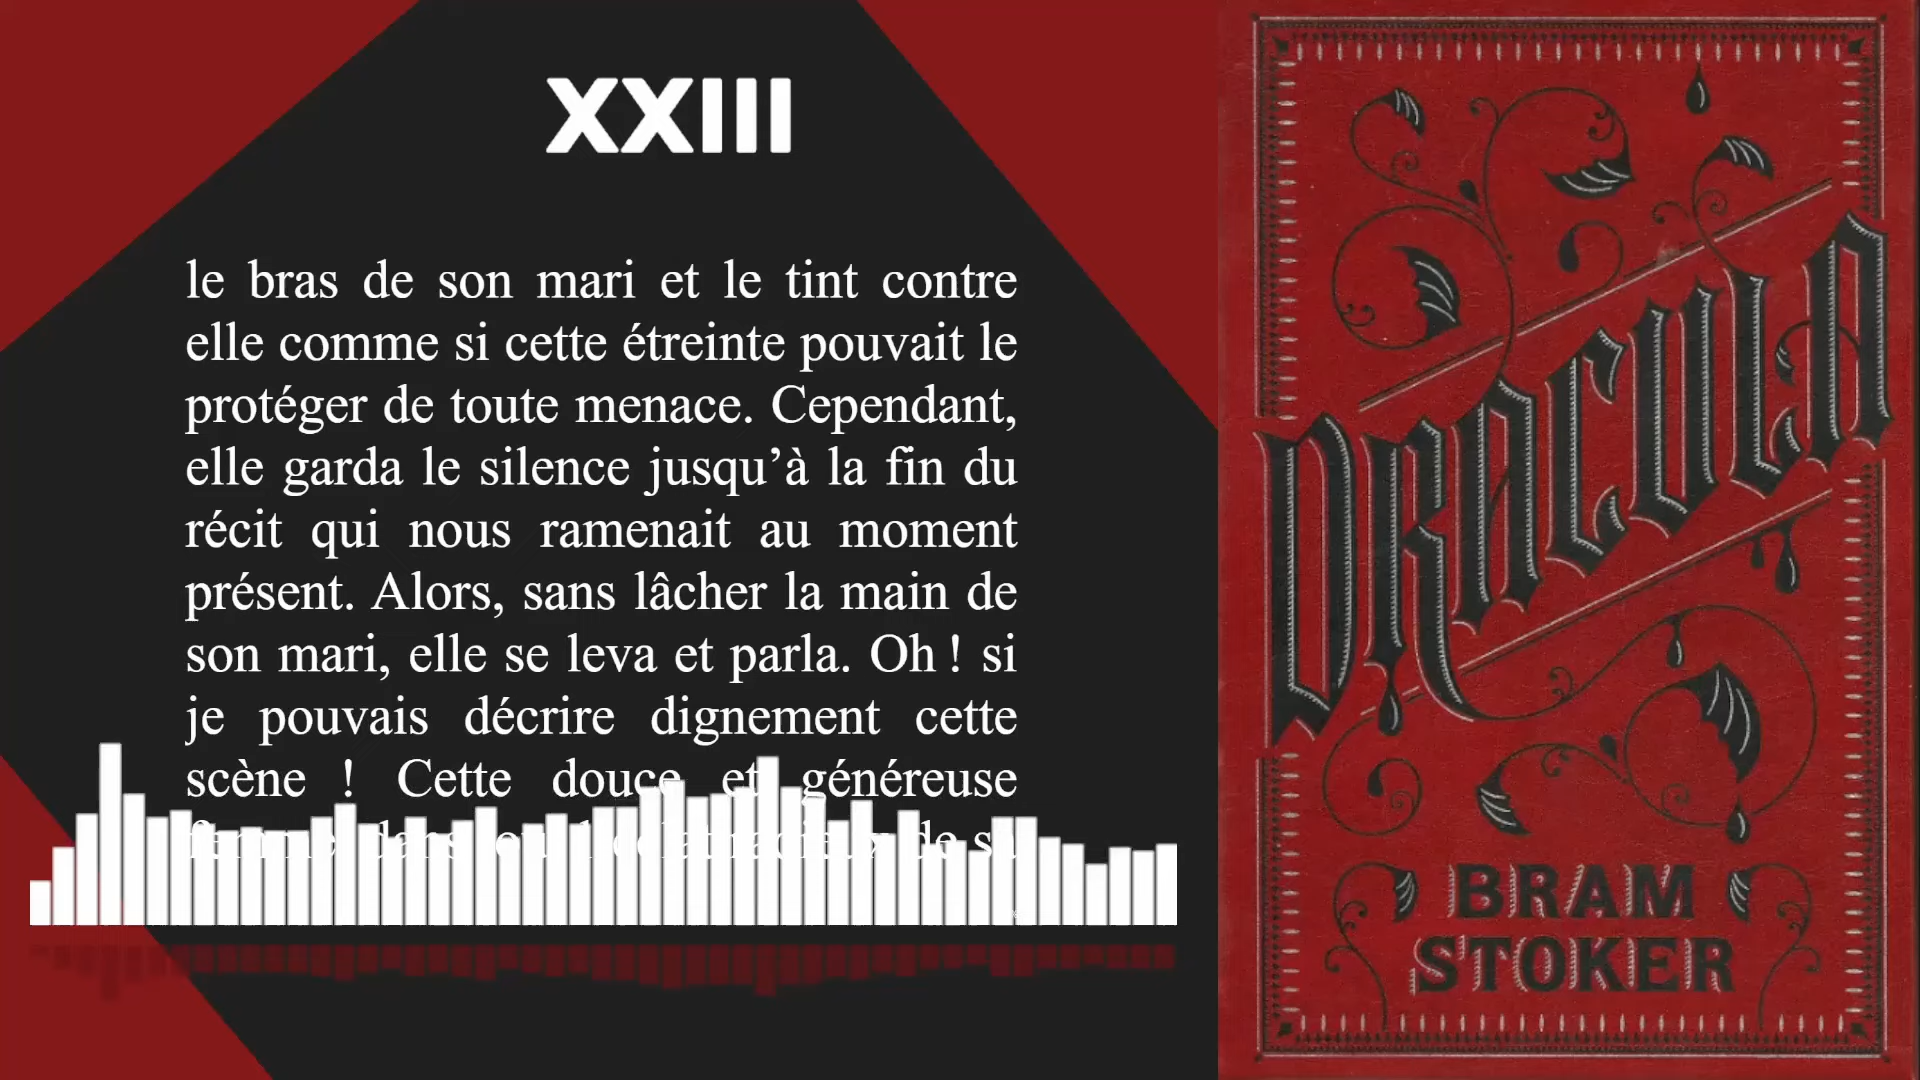 XXIII
le bras de son mari et le tint contre
elle comme si cette étreinte pouvait le
protéger de toute menace. Cependant,
elle garda le silence jusqu’à la fin du
récit qui nous ramenait au moment
présent. Alors, sans lâcher la main de
son mari, elle se leva et parla. Oh ! si
je pouvais décrire dignement cette
scène ! Cette douce et généreuse
DRACULA
BRAM
STOKER